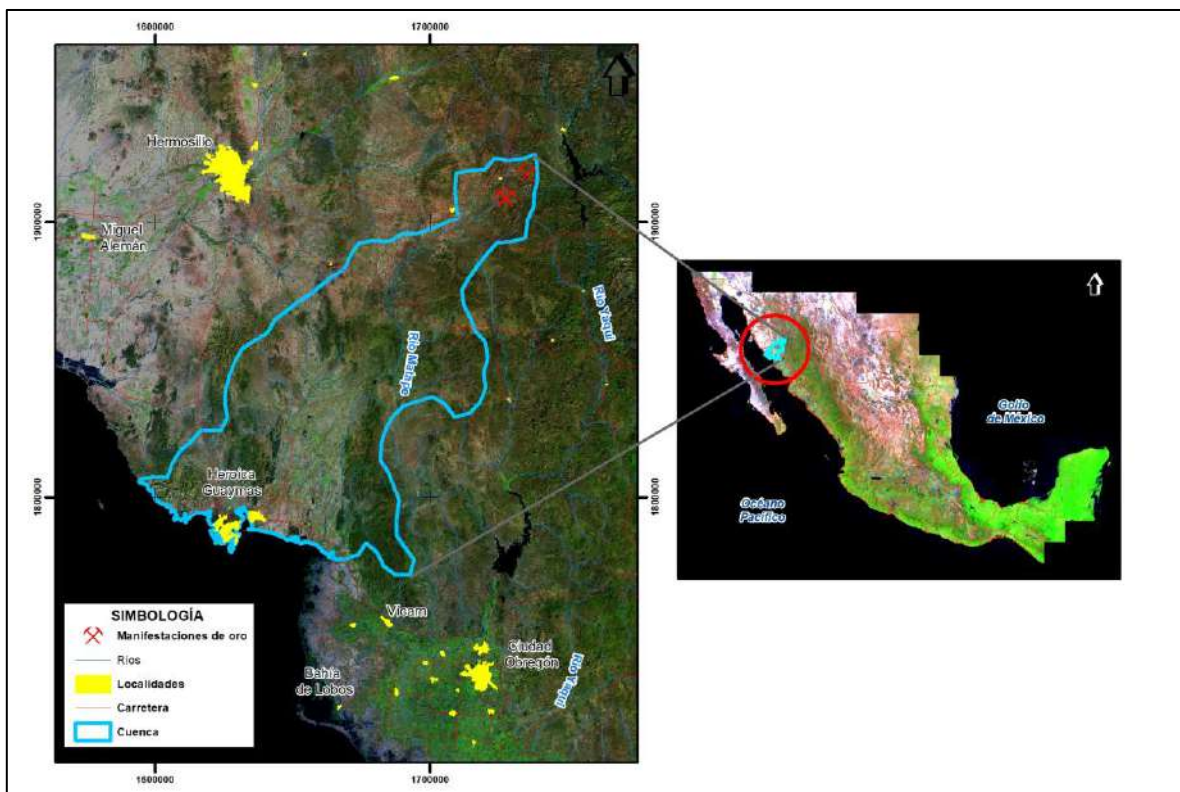 1600000
1700000
Hermosillo
Miguel
Alemán
1900000
1900000
Río Yaqui
Río Matape
Heroica
Guaymas
1800000
1800000
Vicam
Ciudad
Obregón
Bahía
de Lobos
Río Yaqui
SIMBOLOGÍA
Manifestaciones de oro
Ríos
Localidades
Carretera
Cuenca
1600000
1700000
Golfo
de México
Océano
Pacífico